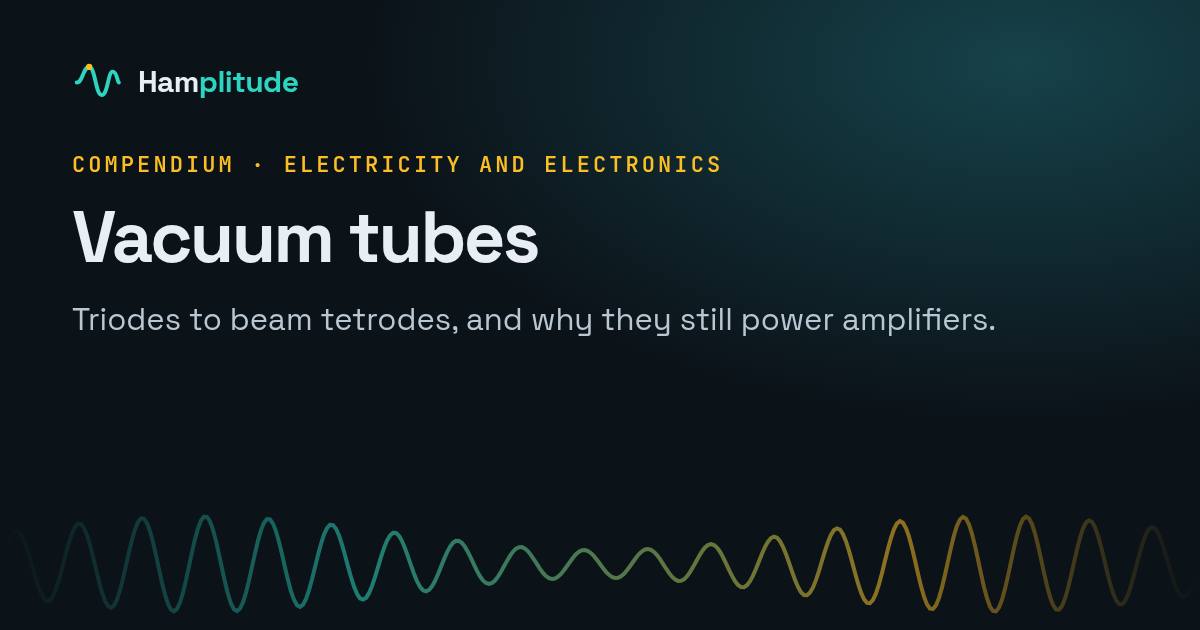 Hamplitude
COMPENDIUM · ELECTRICITY AND ELECTRONICS
Vacuum tubes
Triodes to beam tetrodes, and why they still power amplifiers.